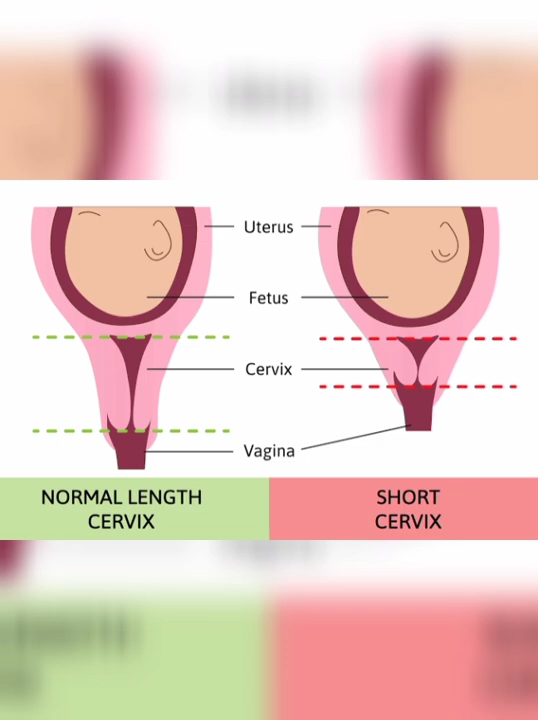 Uterus
Fetus
Cervix
Vagina
NORMAL LENGTH
CERVIX
SHORT
CERVIX